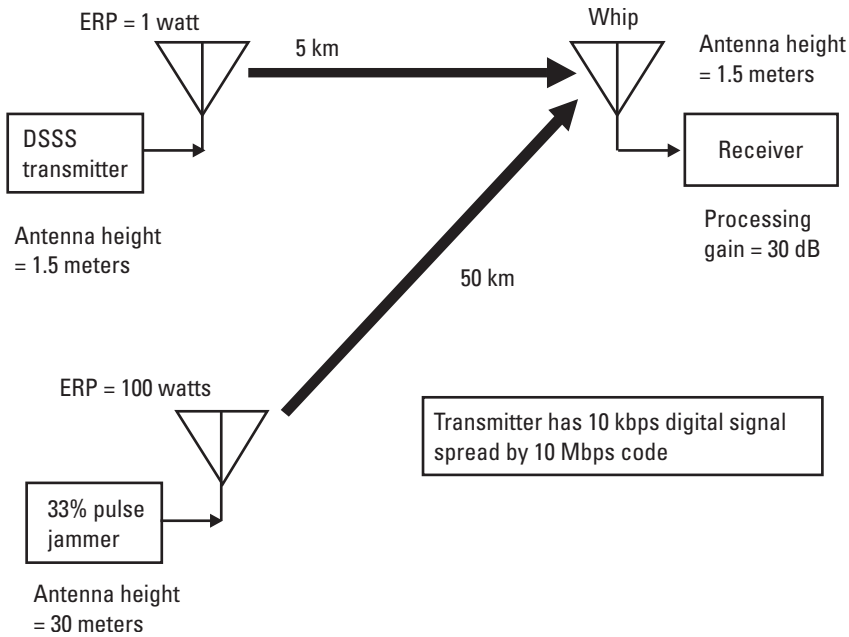 ERP = 1 watt
5 km
Whip
Antenna height
= 1.5 meters
DSSS
transmitter
Receiver
Antenna height
= 1.5 meters
Processing
gain = 30 dB
50 km
ERP = 100 watts
Transmitter has 10 kbps digital signal
spread by 10 Mbps code
33% pulse
jammer
Antenna height
= 30 meters